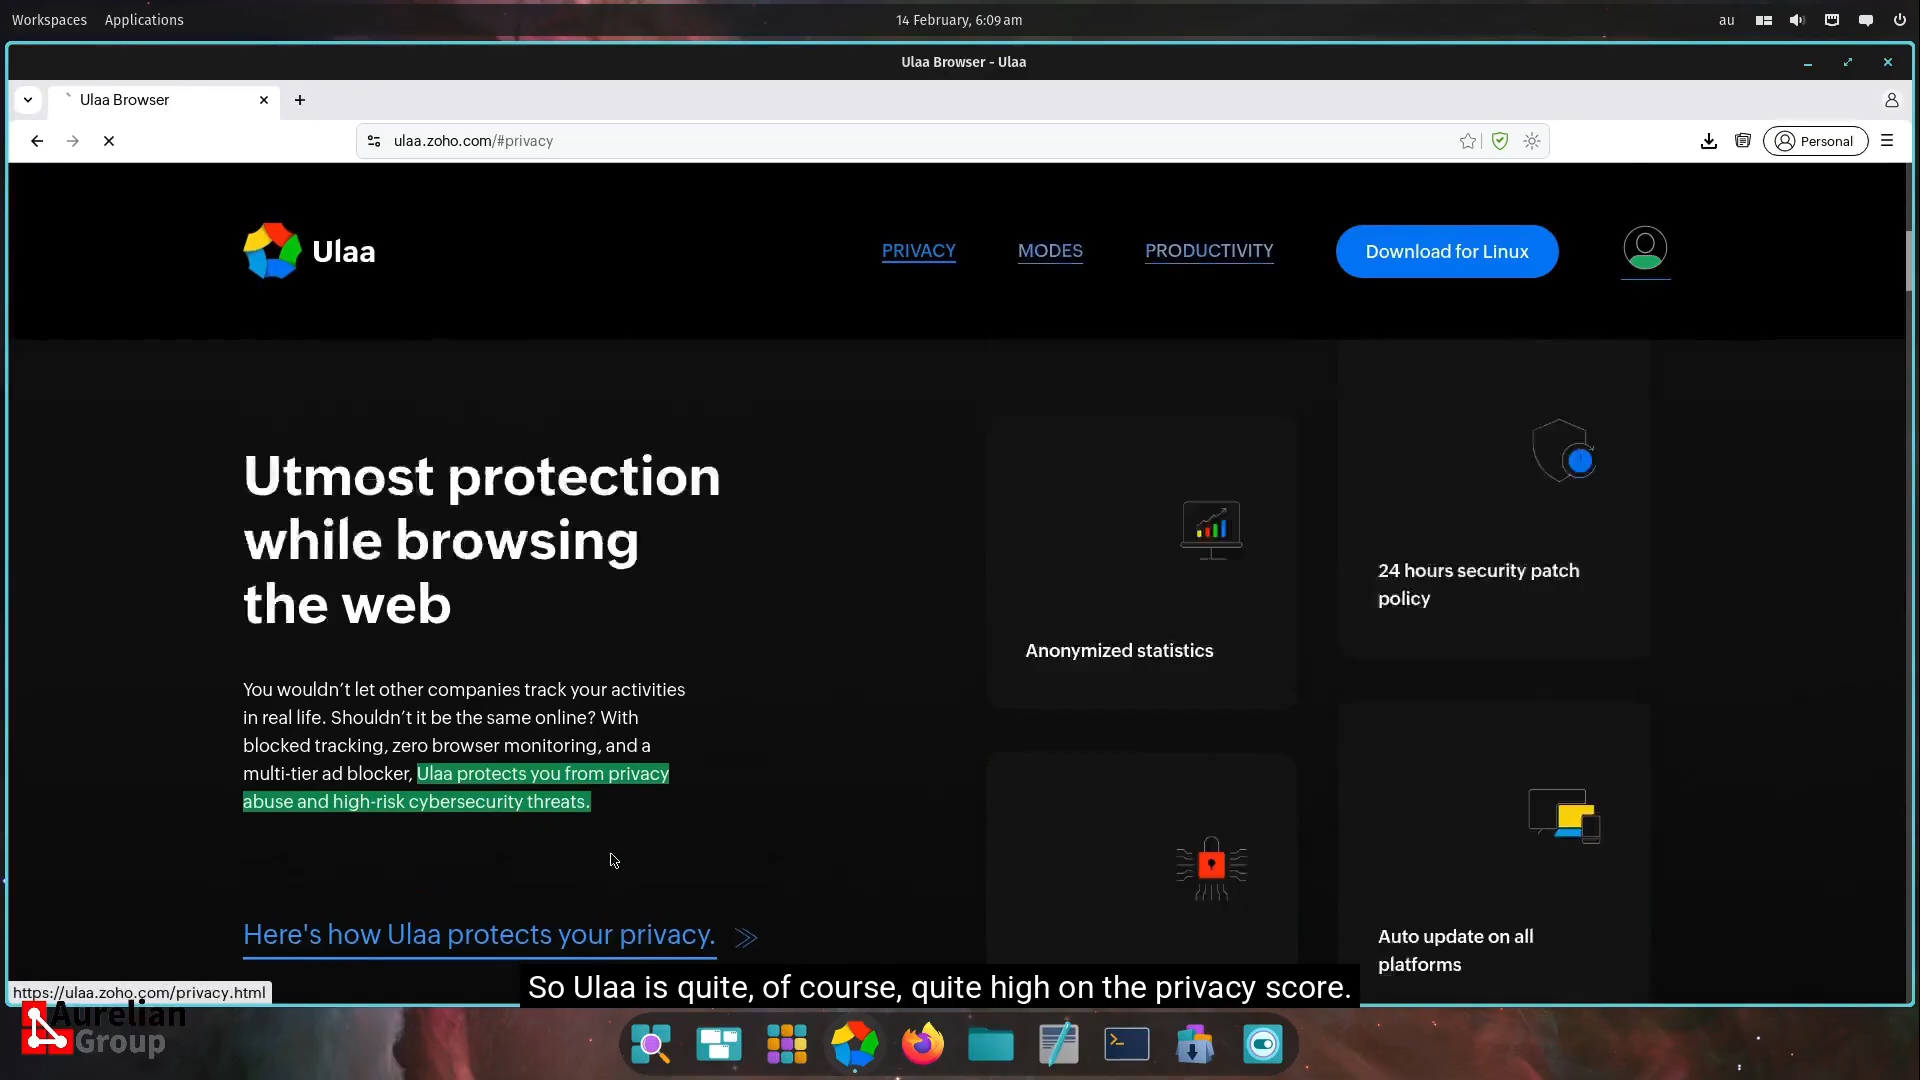 Workspaces Applications 14 February, 6:09 am au
Ulaa Browser - Ulaa
Ulaa Browser
ulaa.zoho.com/#privacy Personal
Ulaa PRIVACY MODES PRODUCTIVITY Download for Linux
Utmost protection
while browsing
the web
You wouldn’t let other companies track your activities
in real life. Shouldn’t it be the same online? With
blocked tracking, zero browser monitoring, and a
multi-tier ad blocker, Ulaa protects you from privacy
abuse and high-risk cybersecurity threats.
Here's how Ulaa protects your privacy.
Anonymized statistics
24 hours security patch
policy
Auto update on all
platforms
https://ulaa.zoho.com/privacy.html
So Ulaa is quite, of course, quite high on the privacy score.
Aurelian
Group